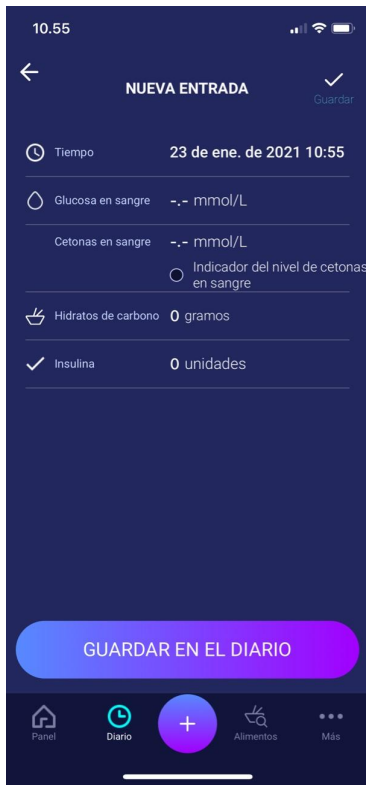 10.55
NUEVA ENTRADA
Guardar
Tiempo 23 de ene. de 2021 10:55
Glucosa en sangre -.- mmol/L
Cetonas en sangre -.- mmol/L
Indicador del nivel de cetonas
en sangre
Hidratos de carbono 0 gramos
Insulina 0 unidades
GUARDAR EN EL DIARIO
Panel Diario + Alimentos Más